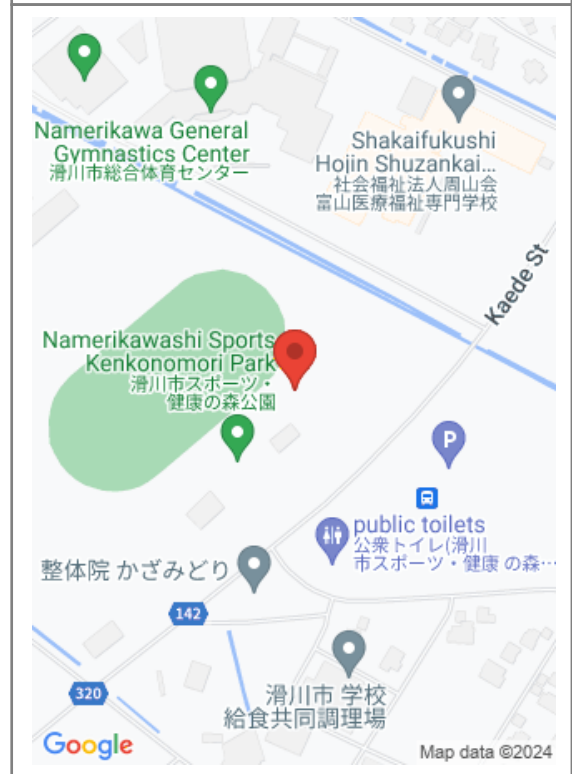 Namerikawa General
Gymnastics Center
滑川市総合体育センター
Shakaifukushi
Hojin Shuzankai...
社会福祉法人周山会
富山医療福祉専門学校
Kaede St
Namerikawashi Sports
Kenkonomori Park
滑川市スポーツ・
健康の森公園
P
public toilets
公衆トイレ(滑川
市スポーツ・健康 の森…
整体院 かざみどり
142
320
滑川市 学校
給食共同調理場
Google
Map data ©2024